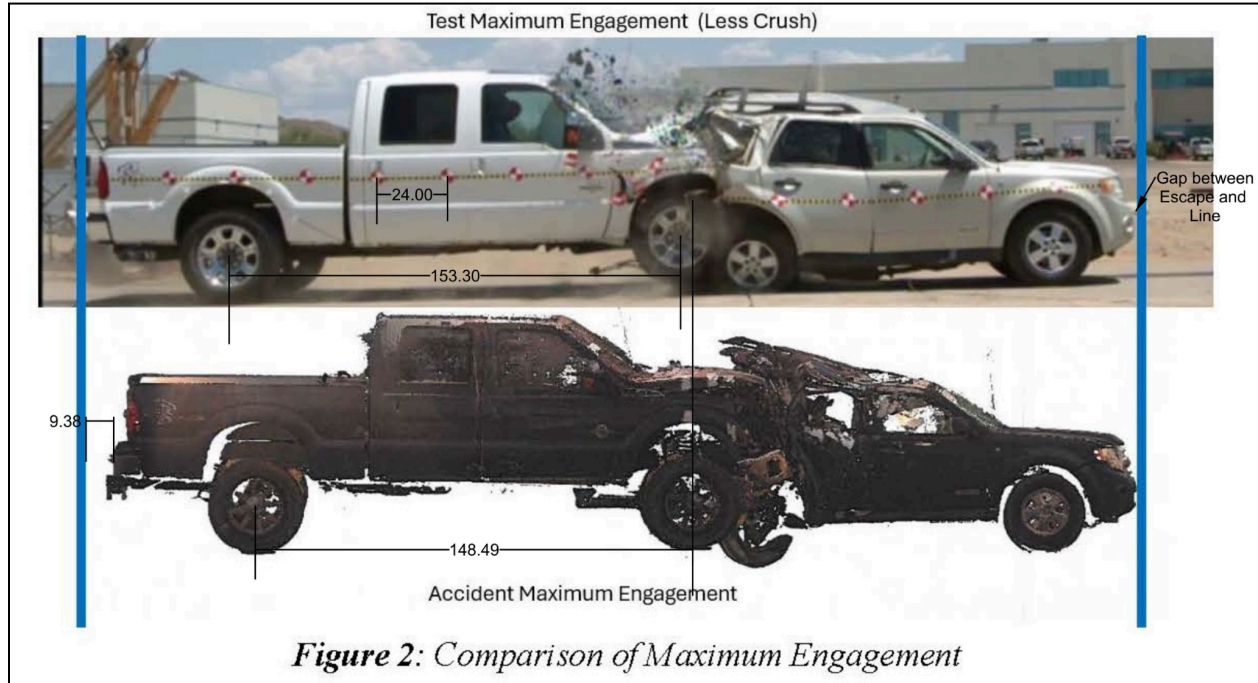 Test Maximum Engagement (Less Crush)
24.00
Gap between
Escape and
Line
153.30
9.38
148.49
Accident Maximum Engagement
Figure 2: Comparison of Maximum Engagement